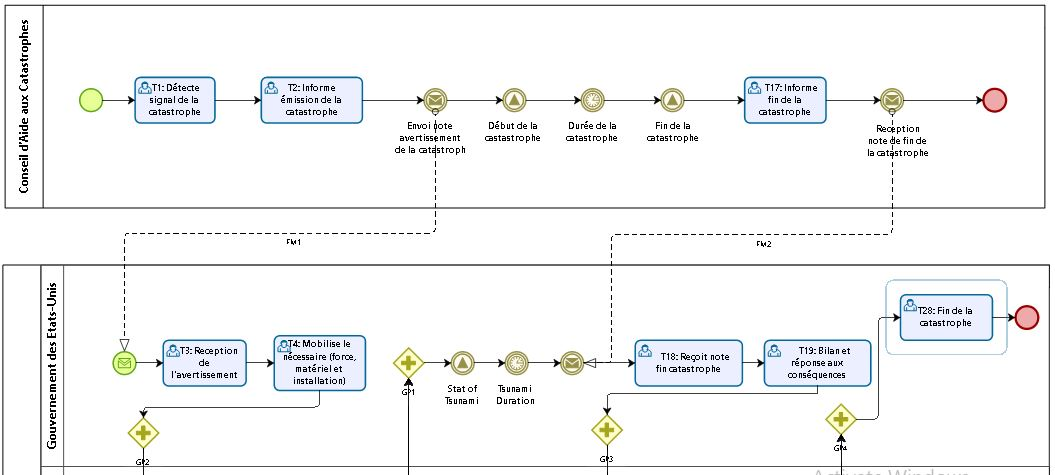 Conseil d'Aide aux Catastrophes
T1: Détecte
signal de la
catastrophe
T2: Informe
émission de la
catastrophe
Envoi note
avertissement
de la catastroph
Début de la
catastrophe
Durée de la
catastrophe
Fin de la
catastrophe
T17: Informe
fin de la
catastrophe
Reception
note de fin de
la catastrophe
FM1
FM2
Gouvernement des Etats-Unis
T3: Reception
de
l'avertissement
T4: Mobilise le
nécessaire (force,
matériel et
installation)
GP1
Stat of
Tsunami
Tsunami
Duration
T18: Reçoit note
fin catastrophe
T19: Bilan et
réponse aux
conséquences
T28: Fin de la
catastrophe
GP2
GP3
GP4
Activate Windows